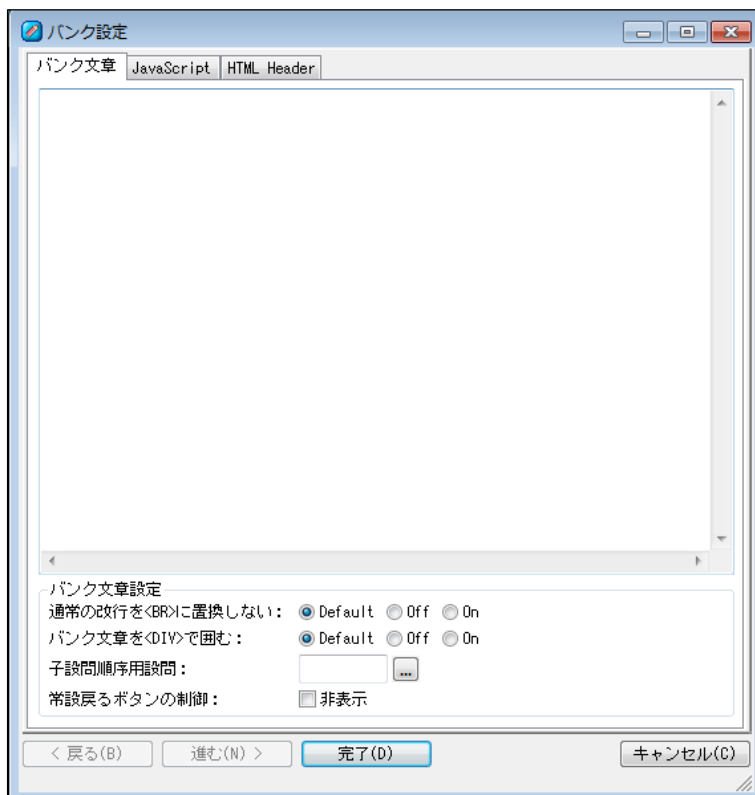 バンク設定
バンク文章 JavaScript HTML Header
バンク文章設定
通常の改行を<BR>に置換しない: Default Off On
バンク文章を<DIV>で囲む: Default Off On
子設問順序用設問: ...
常設戻るボタンの制御: 非表示
< 戻る(B) 進む(N) > 完了(D) キャンセル(C)